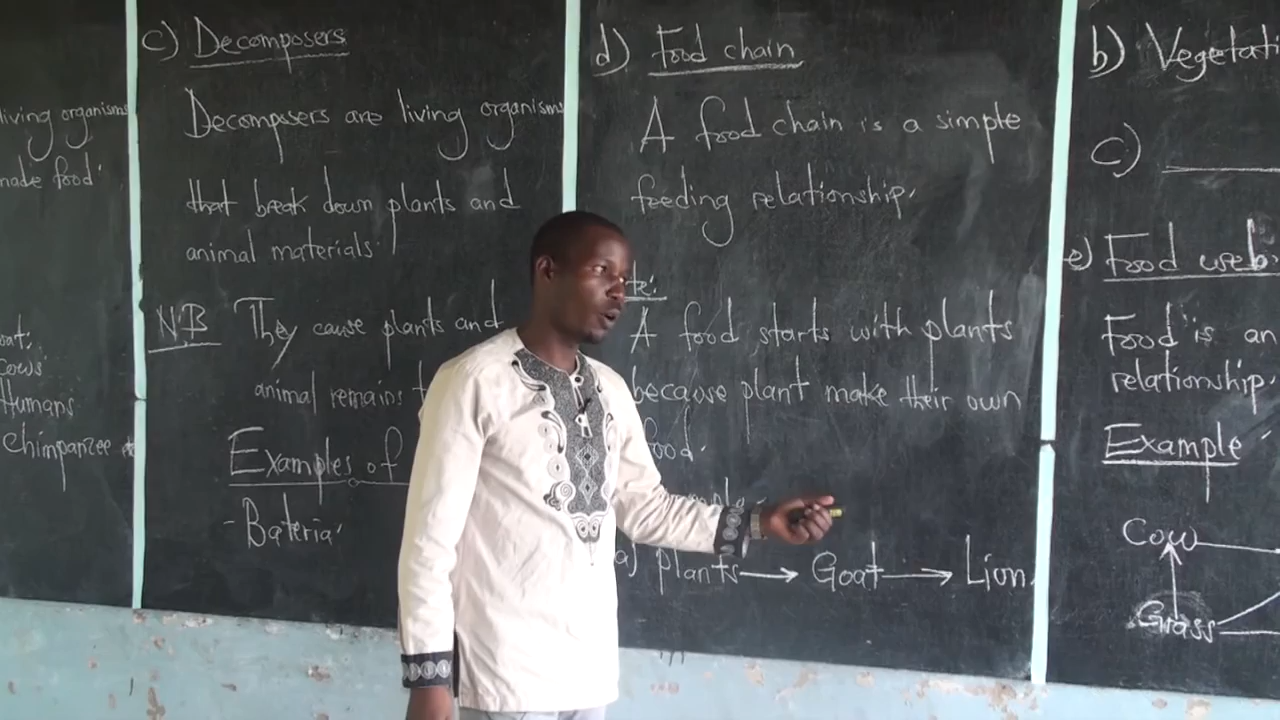 living organisms
made food.
Cows
Humans
Chimpanzee
c) Decomposers
Decomposers are living organisms
that break down plants and
animal materials.
N.B They cause plants and
animal remains
Examples of
- Bateria.
d) Food chain
A food chain is a simple
feeding relationship.
A food starts with plants
because plant make their own
food.
a) plants → Goat → Lion.
b)
c)
e) Food web.
Food is an
relationship.
Example
Cow
Grass